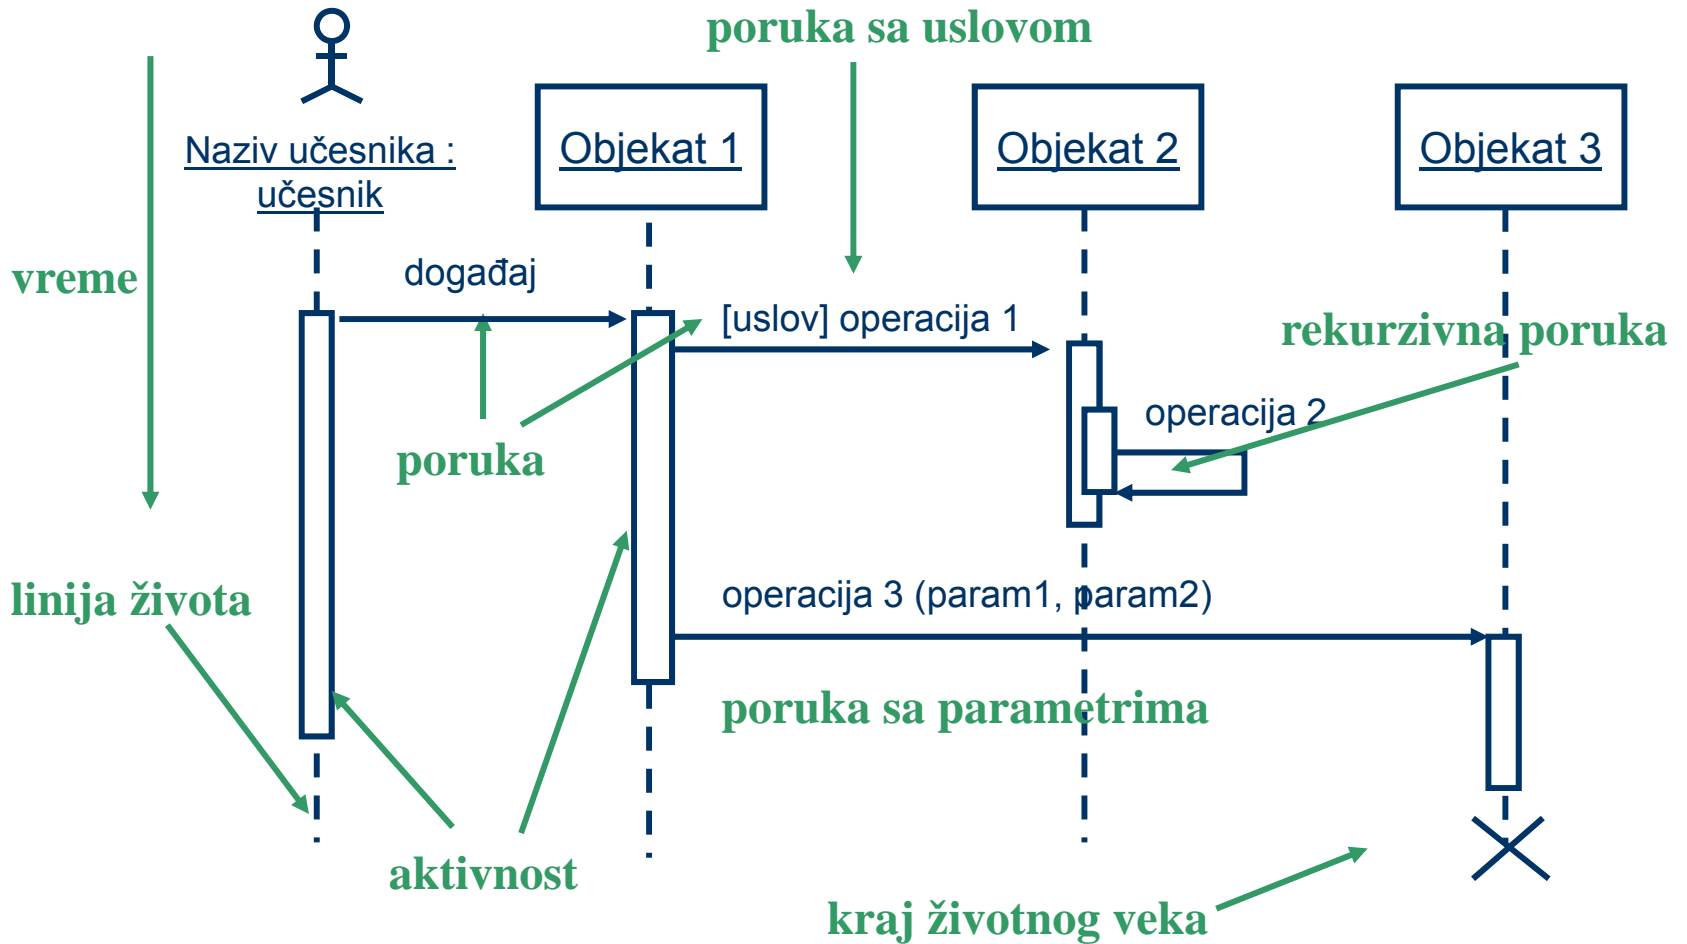 poruka sa uslovom
Naziv učesnika :
učesnik
Objekat 1
Objekat 2
Objekat 3
vreme
događaj
[uslov] operacija 1
rekurzivna poruka
operacija 2
poruka
linija života
operacija 3 (param1, param2)
poruka sa parametrima
aktivnost
kraj životnog veka